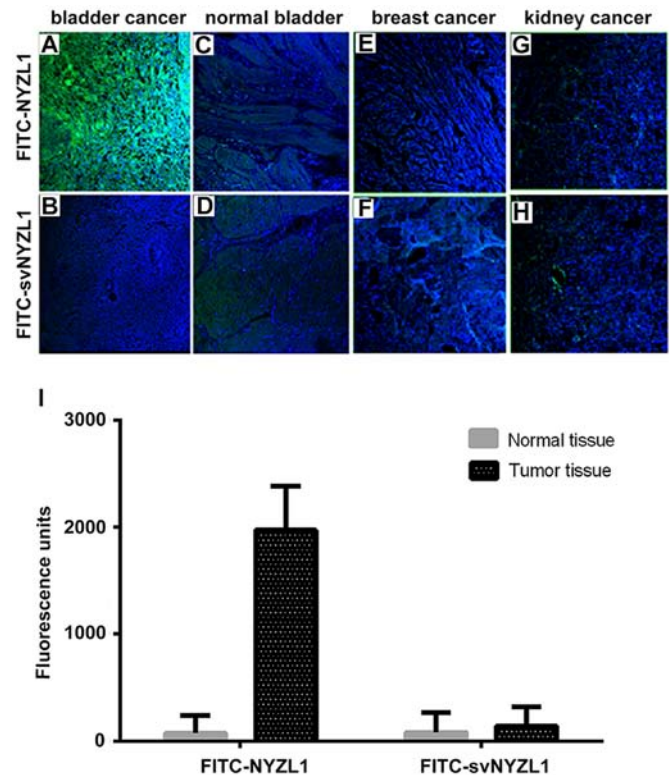 bladder cancer normal bladder breast cancer kidney cancer
FITC-NYZL1
A C E G
FITC-svNYZL1
B D F H
I
3000
2000
1000
0
Fluorescence units
Normal tissue
Tumor tissue
FITC-NYZL1 FITC-svNYZL1